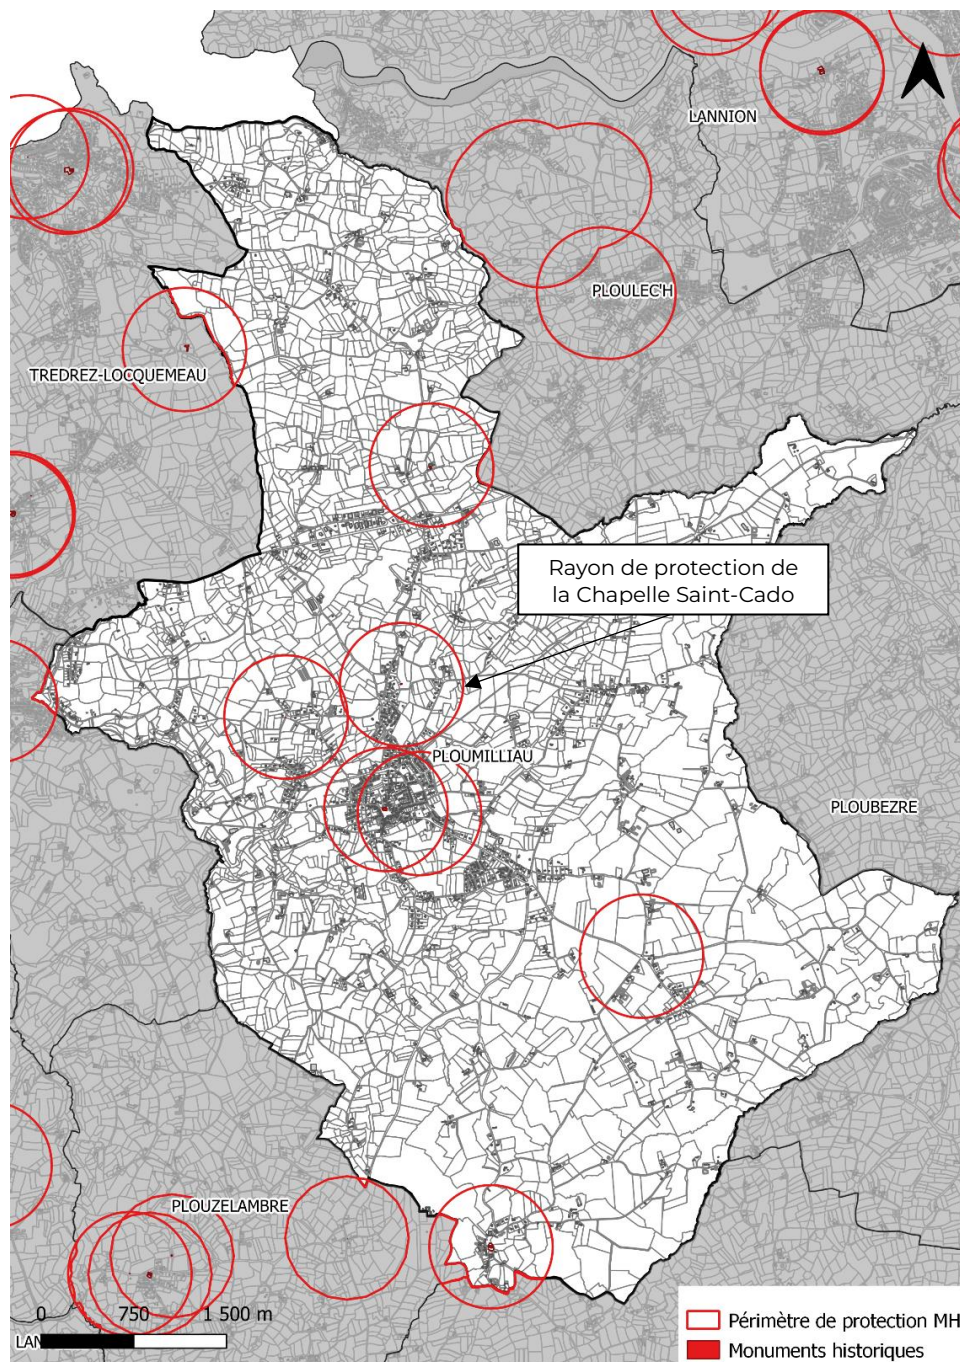 LANNION
PLOULEC'H
TREDREZ-LOCQUEMEAU
Rayon de protection de
la Chapelle Saint-Cado
PLOUMILLIAU
PLOUBEZRE
PLOUZELAMBRE
0 750 1 500 m
LAN
Périmètre de protection MH
Monuments historiques